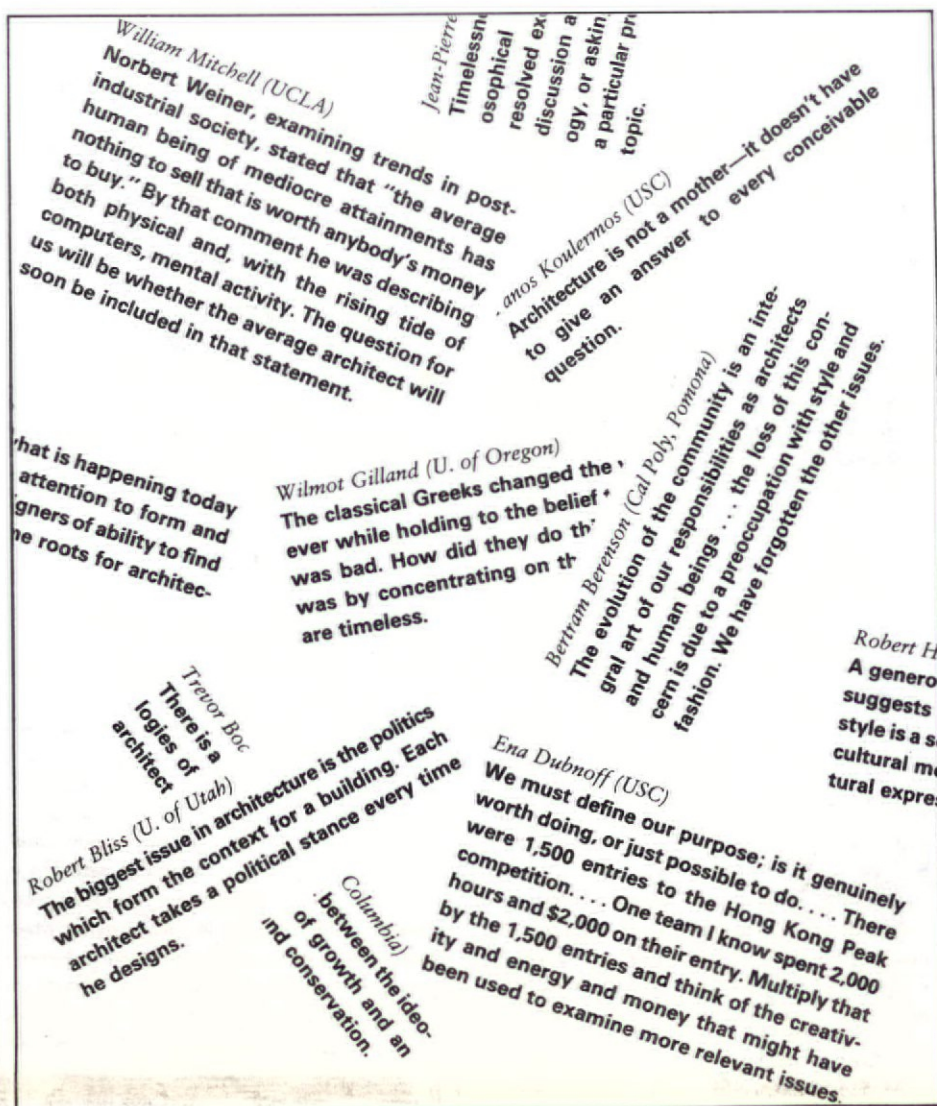 William Mitchell (UCLA)
Norbert Weiner, examining trends in post-
industrial society, stated that "the average
human being of mediocre attainments has
nothing to sell that is worth anybody's money
to buy." By that comment he was describing
both physical and, with the rising tide of
computers, mental activity. The question for
us will be whether the average architect will
soon be included in that statement.
Jean-Pierre
Timelessn
osophical
resolved ex
discussion a
ogy, or askin
a particular pr
topic.
anos Koulermos (USC)
Architecture is not a mother—it doesn't have
to give an answer to every conceivable
question.
hat is happening today
attention to form and
igners of ability to find
ne roots for architec-
Wilmot Gilland (U. of Oregon)
The classical Greeks changed the
ever while holding to the belief
was bad. How did they do th
was by concentrating on th
are timeless.
Bertram Berenson (Cal Poly, Pomona)
The evolution of the community is an inte-
gral art of our responsibilities as architects
and human beings . . . . the loss of this con-
cern is due to a preoccupation with style and
fashion. We have forgotten the other issues.
Robert H
A genero
suggests
style is a s
cultural m
tural expres
Trevor Boc
There is a
logies of
architect
Robert Bliss (U. of Utah)
The biggest issue in architecture is the politics
which form the context for a building. Each
architect takes a political stance every time
he designs.
Columbia)
between the ideo-
of growth and an
and conservation.
Ena Dubnoff (USC)
We must define our purpose; is it genuinely
worth doing, or just possible to do. . . . There
were 1,500 entries to the Hong Kong Peak
competition. . . . One team I know spent 2,000
hours and $2,000 on their entry. Multiply that
by the 1,500 entries and think of the creativ-
ity and energy and money that might have
been used to examine more relevant issues.